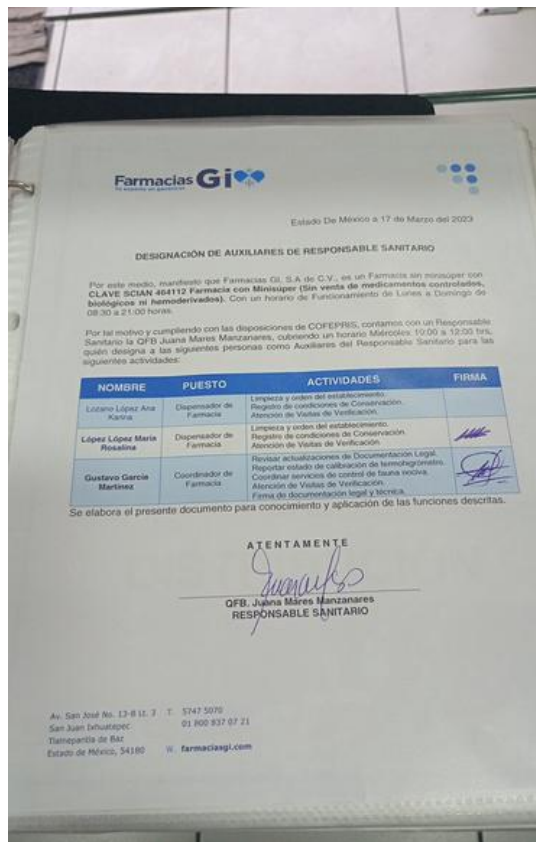 Farmacias Gi
Tu experto en genéricos
Estado De México a 17 de Marzo del 2023
DESIGNACIÓN DE AUXILIARES DE RESPONSABLE SANITARIO
Por este medio, manifiesto que Farmacias GI, S.A de C.V., es un Farmacia sin minisúper con
CLAVE SCIAN 464112 Farmacia con Minisúper (Sin venta de medicamentos controlados,
biológicos ni hemoderivados). Con un horario de Funcionamiento de Lunes a Domingo de
08:30 a 21:00 horas.
Por tal motivo y cumpliendo con las disposiciones de COFEPRIS, contamos con un Responsable
Sanitario la QFB Juana Mares Manzanares, cubriendo un horario Miércoles 10:00 a 12:00 hrs,
quién designa a las siguientes personas como Auxiliares del Responsable Sanitario para las
siguientes actividades:
NOMBRE PUESTO ACTIVIDADES FIRMA
Lozano López Ana Karina
Dispensador de Farmacia
Limpieza y orden del establecimiento.
Registro de condiciones de Conservación.
Atención de Visitas de Verificación.
López López María Rosalina
Dispensador de Farmacia
Limpieza y orden del establecimiento.
Registro de condiciones de Conservación.
Atención de Visitas de Verificación.
Gustavo García Martínez
Coordinador de Farmacia
Revisar actualizaciones de Documentación Legal.
Reportar estado de calibración de termohigrómetro.
Coordinar servicios de control de fauna nociva.
Atención de Visitas de Verificación.
Firma de documentación legal y técnica.
Se elabora el presente documento para conocimiento y aplicación de las funciones descritas.
ATENTAMENTE
QFB. Juana Mares Manzanares
RESPONSABLE SANITARIO
Av. San José No. 13-B Lt. 3 T. 5747 5070
San Juan Ixhuatepec 01 800 837 07 21
Tlalnepantla de Baz
Estado de México, 54180 W. farmaciasgi.com